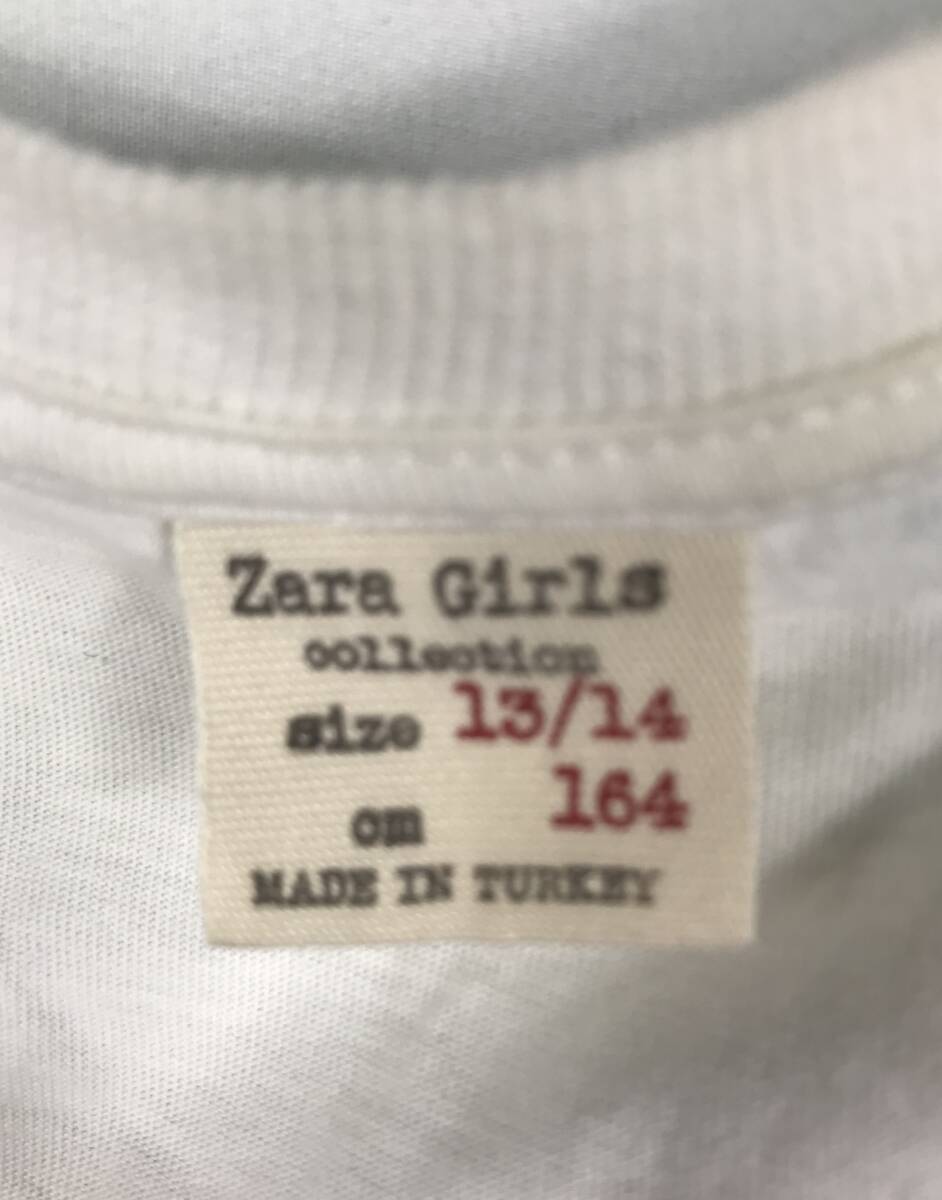 Zara Girls
collection
size 13/14
cm 164
MADE IN TURKEY